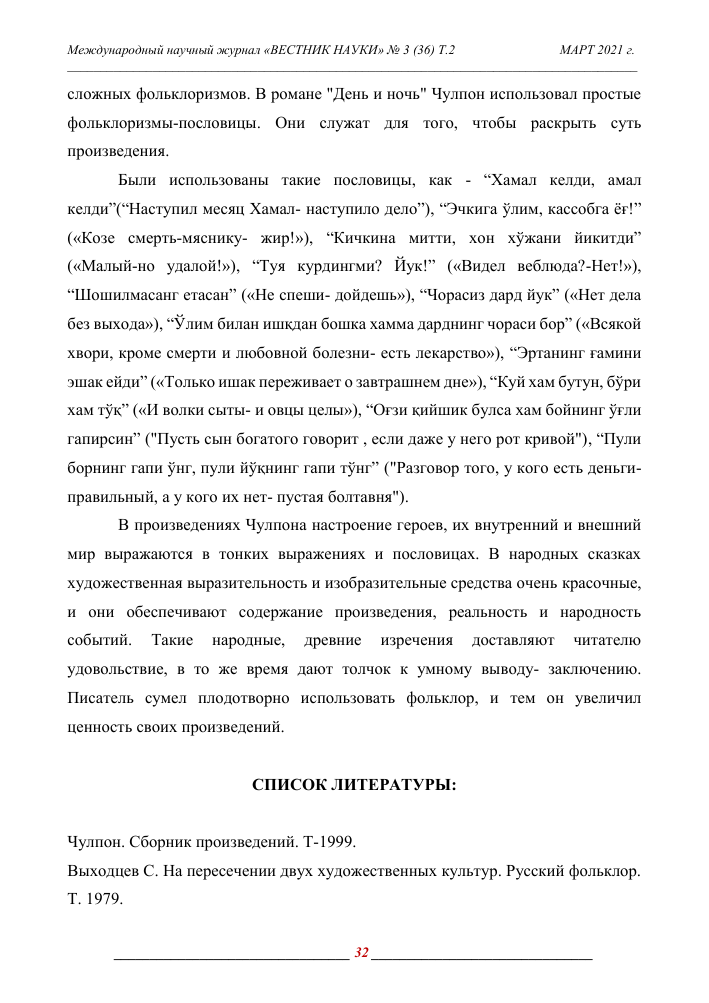 Международный научный журнал «ВЕСТНИК НАУКИ» № 3 (36) Т.2 МАРТ 2021 г.
сложных фольклоризмов. В романе "День и ночь" Чулпон использовал простые
фольклоризмы-пословицы. Они служат для того, чтобы раскрыть суть
произведения.
Были использованы такие пословицы, как - “Хамал келди, амал
келди”(“Наступил месяц Хамал- наступило дело”), “Эчкига ўлим, кассобга ёғ!”
(«Козе смерть-мяснику- жир!»), “Кичкина митти, хон хўжани йикитди”
(«Малый-но удалой!»), “Туя курдингми? Йук!” («Видел веблюда?-Нет!»),
“Шошилмасанг етасан” («Не спеши- дойдешь»), “Чорасиз дард йук” («Нет дела
без выхода»), “Ўлим билан ишқдан бошка хамма дарднинг чораси бор” («Всякой
хвори, кроме смерти и любовной болезни- есть лекарство»), “Эртанинг ғамини
эшак ейди” («Только ишак переживает о завтрашнем дне»), “Куй хам бутун, бўри
хам тўқ” («И волки сыты- и овцы целы»), “Оғзи қийшик булса хам бойнинг ўғли
гапирсин” ("Пусть сын богатого говорит , если даже у него рот кривой"), “Пули
борнинг гапи ўнг, пули йўқнинг гапи тўнг” ("Разговор того, у кого есть деньги-
правильный, а у кого их нет- пустая болтавня").
В произведениях Чулпона настроение героев, их внутренний и внешний
мир выражаются в тонких выражениях и пословицах. В народных сказках
художественная выразительность и изобразительные средства очень красочные,
и они обеспечивают содержание произведения, реальность и народность
событий. Такие народные, древние изречения доставляют читателю
удовольствие, в то же время дают толчок к умному выводу- заключению.
Писатель сумел плодотворно использовать фольклор, и тем он увеличил
ценность своих произведений.
СПИСОК ЛИТЕРАТУРЫ:
Чулпон. Сборник произведений. Т-1999.
Выходцев С. На пересечении двух художественных культур. Русский фольклор.
Т. 1979.
32